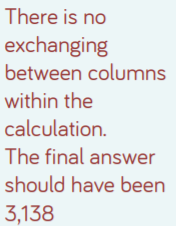 There is no
exchanging
between columns
within the
calculation.
The final answer
should have been
3,138